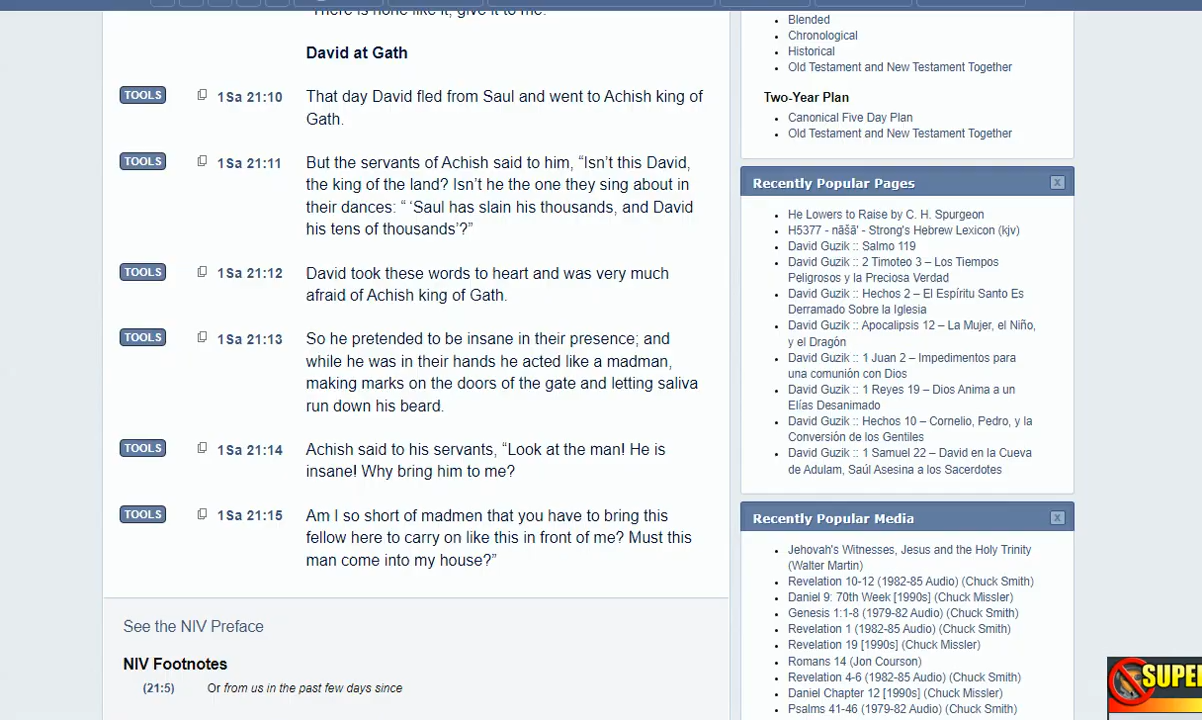 "There is none like it; give it to me."
David at Gath
TOOLS 1Sa 21:10 That day David fled from Saul and went to Achish king of
Gath.
TOOLS 1Sa 21:11 But the servants of Achish said to him, “Isn’t this David,
the king of the land? Isn’t he the one they sing about in
their dances: “ ‘Saul has slain his thousands, and David
his tens of thousands’?”
TOOLS 1Sa 21:12 David took these words to heart and was very much
afraid of Achish king of Gath.
TOOLS 1Sa 21:13 So he pretended to be insane in their presence; and
while he was in their hands he acted like a madman,
making marks on the doors of the gate and letting saliva
run down his beard.
TOOLS 1Sa 21:14 Achish said to his servants, “Look at the man! He is
insane! Why bring him to me?
TOOLS 1Sa 21:15 Am I so short of madmen that you have to bring this
fellow here to carry on like this in front of me? Must this
man come into my house?”
See the NIV Preface
NIV Footnotes
(21:5) Or from us in the past few days since
Blended
Chronological
Historical
Old Testament and New Testament Together
Two-Year Plan
Canonical Five Day Plan
Old Testament and New Testament Together
Recently Popular Pages x
He Lowers to Raise by C. H. Spurgeon
H5377 - nāšā' - Strong's Hebrew Lexicon (kjv)
David Guzik :: Salmo 119
David Guzik :: 2 Timoteo 3 – Los Tiempos
Peligrosos y la Preciosa Verdad
David Guzik :: Hechos 2 – El Espíritu Santo Es
Derramado Sobre la Iglesia
David Guzik :: Apocalipsis 12 – La Mujer, el Niño,
y el Dragón
David Guzik :: 1 Juan 2 – Impedimentos para
una comunión con Dios
David Guzik :: 1 Reyes 19 – Dios Anima a un
Elías Desanimado
David Guzik :: Hechos 10 – Cornelio, Pedro, y la
Conversión de los Gentiles
David Guzik :: 1 Samuel 22 – David en la Cueva
de Adulam, Saúl Asesina a los Sacerdotes
Recently Popular Media x
Jehovah's Witnesses, Jesus and the Holy Trinity
(Walter Martin)
Revelation 10-12 (1982-85 Audio) (Chuck Smith)
Daniel 9: 70th Week [1990s] (Chuck Missler)
Genesis 1:1-8 (1979-82 Audio) (Chuck Smith)
Revelation 1 (1982-85 Audio) (Chuck Smith)
Revelation 19 [1990s] (Chuck Missler)
Romans 14 (Jon Courson)
Revelation 4-6 (1982-85 Audio) (Chuck Smith)
Daniel Chapter 12 [1990s] (Chuck Missler)
Psalms 41-46 (1979-82 Audio) (Chuck Smith)
SUPER